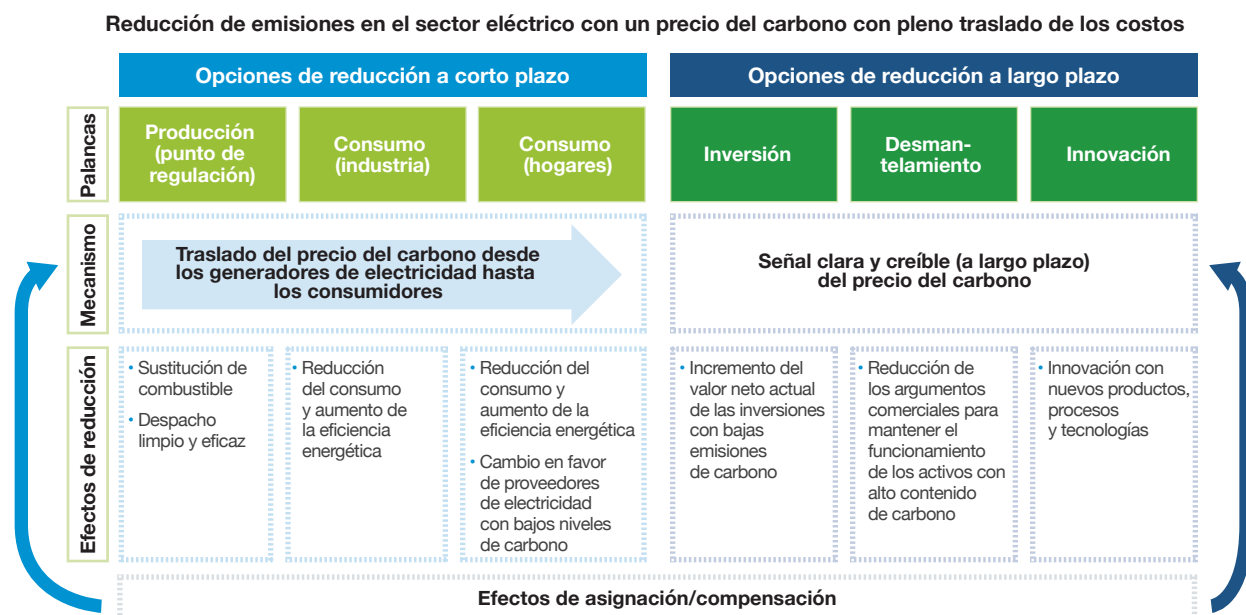 Reducción de emisiones en el sector eléctrico con un precio del carbono con pleno traslado de los costos
Opciones de reducción a corto plazo
Opciones de reducción a largo plazo
Palancas
Producción
(punto de
regulación)
Consumo
(industria)
Consumo
(hogares)
Inversión
Desman-
telamiento
Innovación
Mecanismo
Traslado del precio del carbono desde
los generadores de electricidad hasta
los consumidores
Señal clara y creíble (a largo plazo)
del precio del carbono
Efectos de reducción
• Sustitución de
combustible
• Despacho
limpio y eficaz
• Reducción
del consumo
y aumento de
la eficiencia
energética
• Reducción del
consumo y
aumento de la
eficiencia energética
• Cambio en favor
de proveedores
de electricidad
con bajos niveles
de carbono
• Incremento del
valor neto actual
de las inversiones
con bajas
emisiones
de carbono
• Reducción de
los argumentos
comerciales para
mantener el
funcionamiento
de los activos con
alto contenido
de carbono
• Innovación con
nuevos productos,
procesos
y tecnologías
Efectos de asignación/compensación